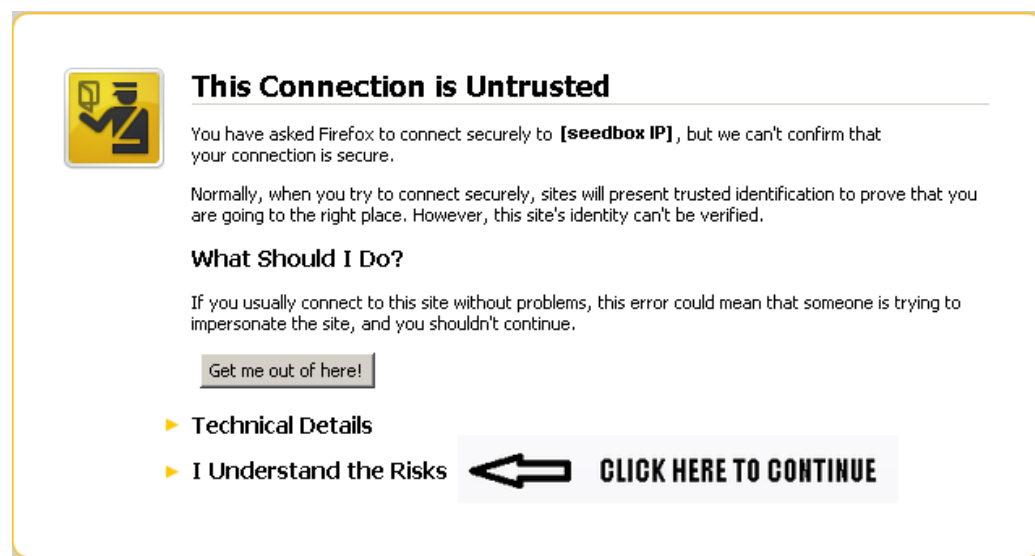 This Connection is Untrusted
You have asked Firefox to connect securely to [seedbox IP], but we can't confirm that
your connection is secure.
Normally, when you try to connect securely, sites will present trusted identification to prove that you
are going to the right place. However, this site's identity can't be verified.
What Should I Do?
If you usually connect to this site without problems, this error could mean that someone is trying to
impersonate the site, and you shouldn't continue.
Get me out of here!
Technical Details
I Understand the Risks CLICK HERE TO CONTINUE